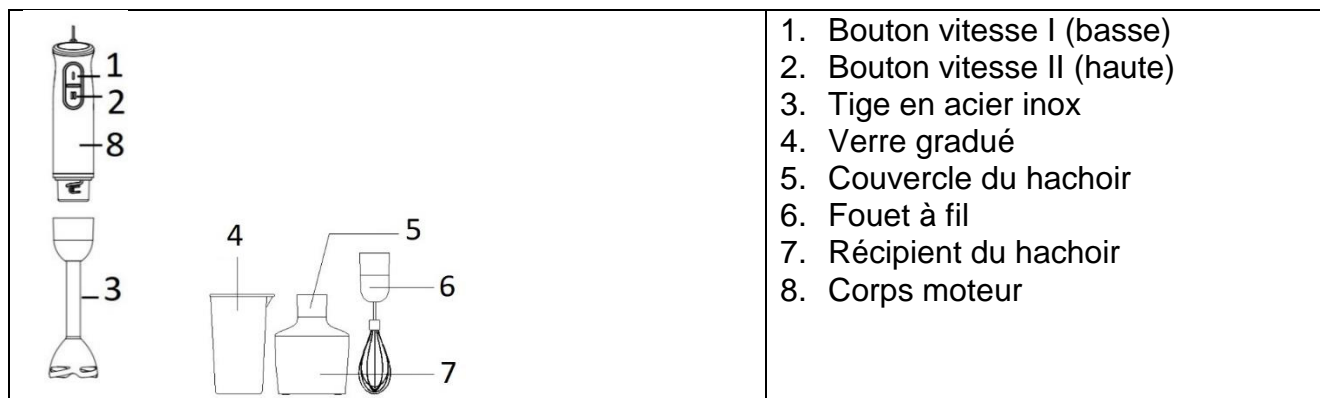 1
2
8
3
4
5
6
7
I
II
1. Bouton vitesse I (basse)
2. Bouton vitesse II (haute)
3. Tige en acier inox
4. Verre gradué
5. Couvercle du hachoir
6. Fouet à fil
7. Récipient du hachoir
8. Corps moteur